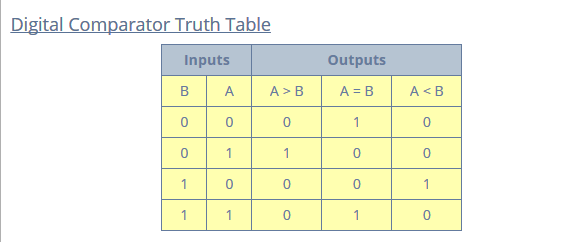 Digital Comparator Truth Table
Inputs Outputs
B A A > B A = B A < B
0 0 0 1 0
0 1 1 0 0
1 0 0 0 1
1 1 0 1 0